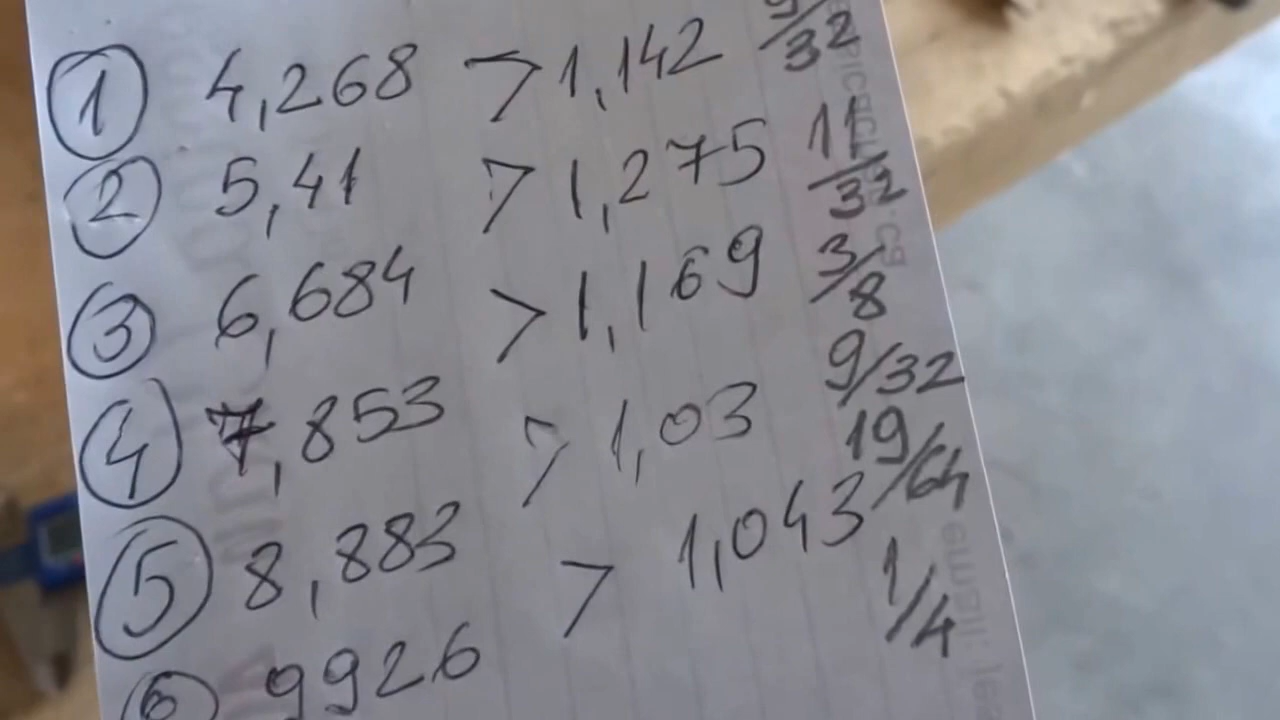 ① 4,268 > 1,142 9/32
② 5,41 > 1,275 11/32
③ 6,684 > 1,169 3/8
④ 7,853 > 1,03 9/32
⑤ 8,883 > 1,043 19/64
⑥ 9926 1/4